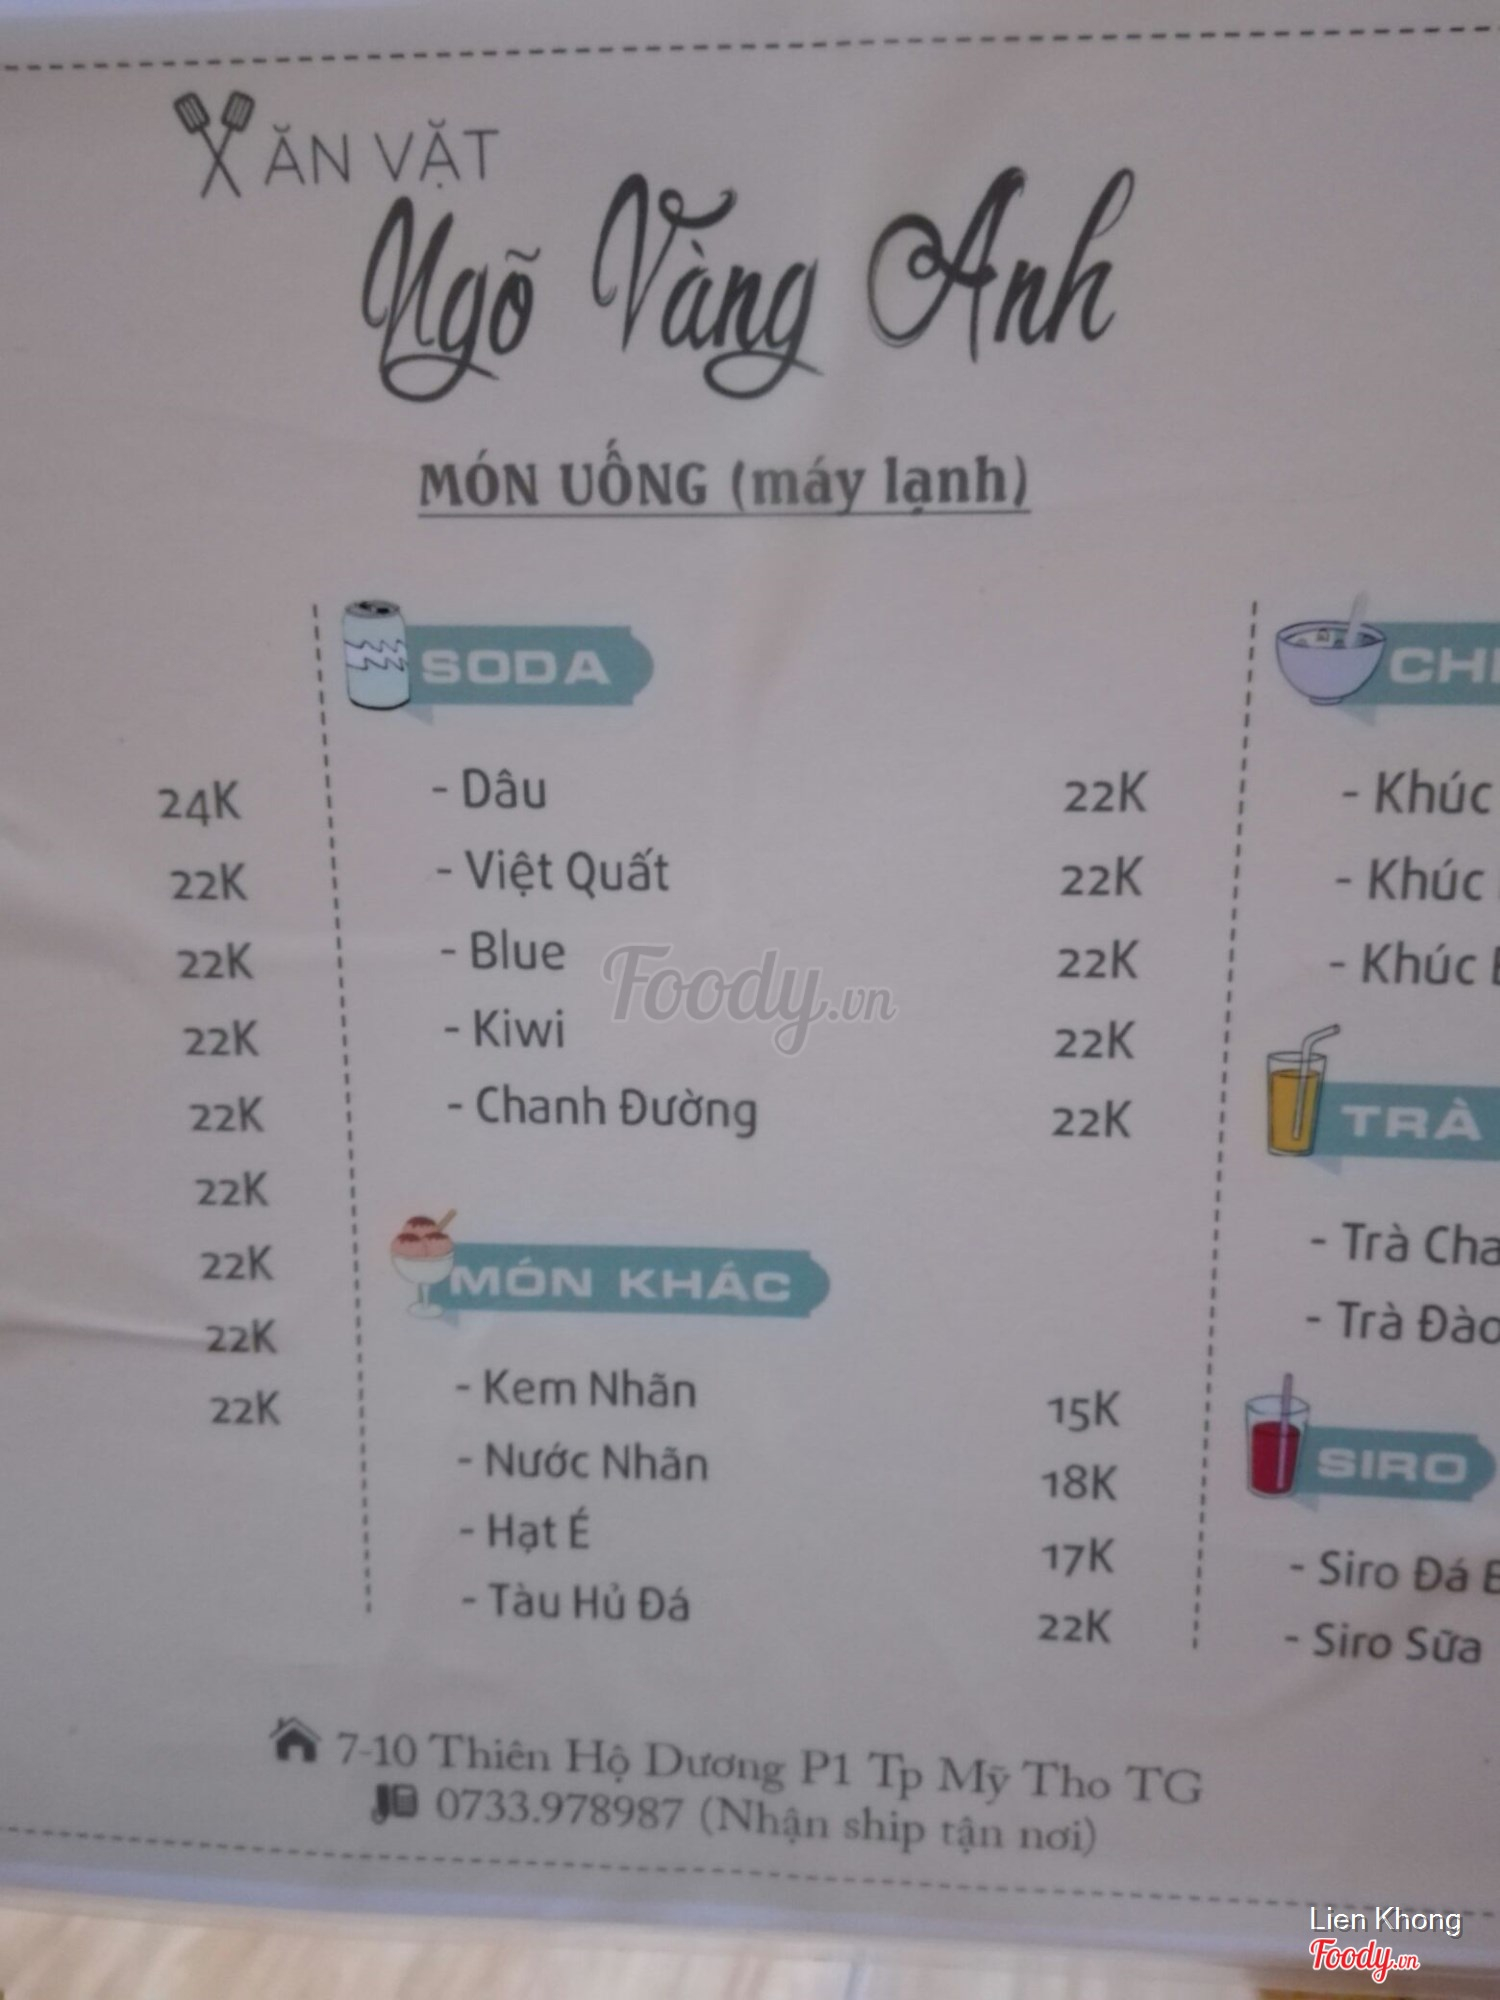 ĂN VẶT
Ngõ Vàng Anh
MÓN UỐNG (máy lạnh)
24K
22K
22K
22K
22K
22K
22K
22K
22K
SODA
- Dâu 22K
- Việt Quất 22K
- Blue 22K
- Kiwi 22K
- Chanh Đường 22K
MÓN KHÁC
- Kem Nhãn 15K
- Nước Nhãn 18K
- Hạt É 17K
- Tàu Hủ Đá 22K
- Khúc
- Khúc
- Khúc
TRÀ
- Trà
- Trà Đào
SIRO
- Siro Đá
- Siro Sữa
7-10 Thiên Hộ Dương P1 Tp Mỹ Tho TG
0733.978987 (Nhận ship tận nơi)
Foody.vn
Lien Khong
Foody.vn